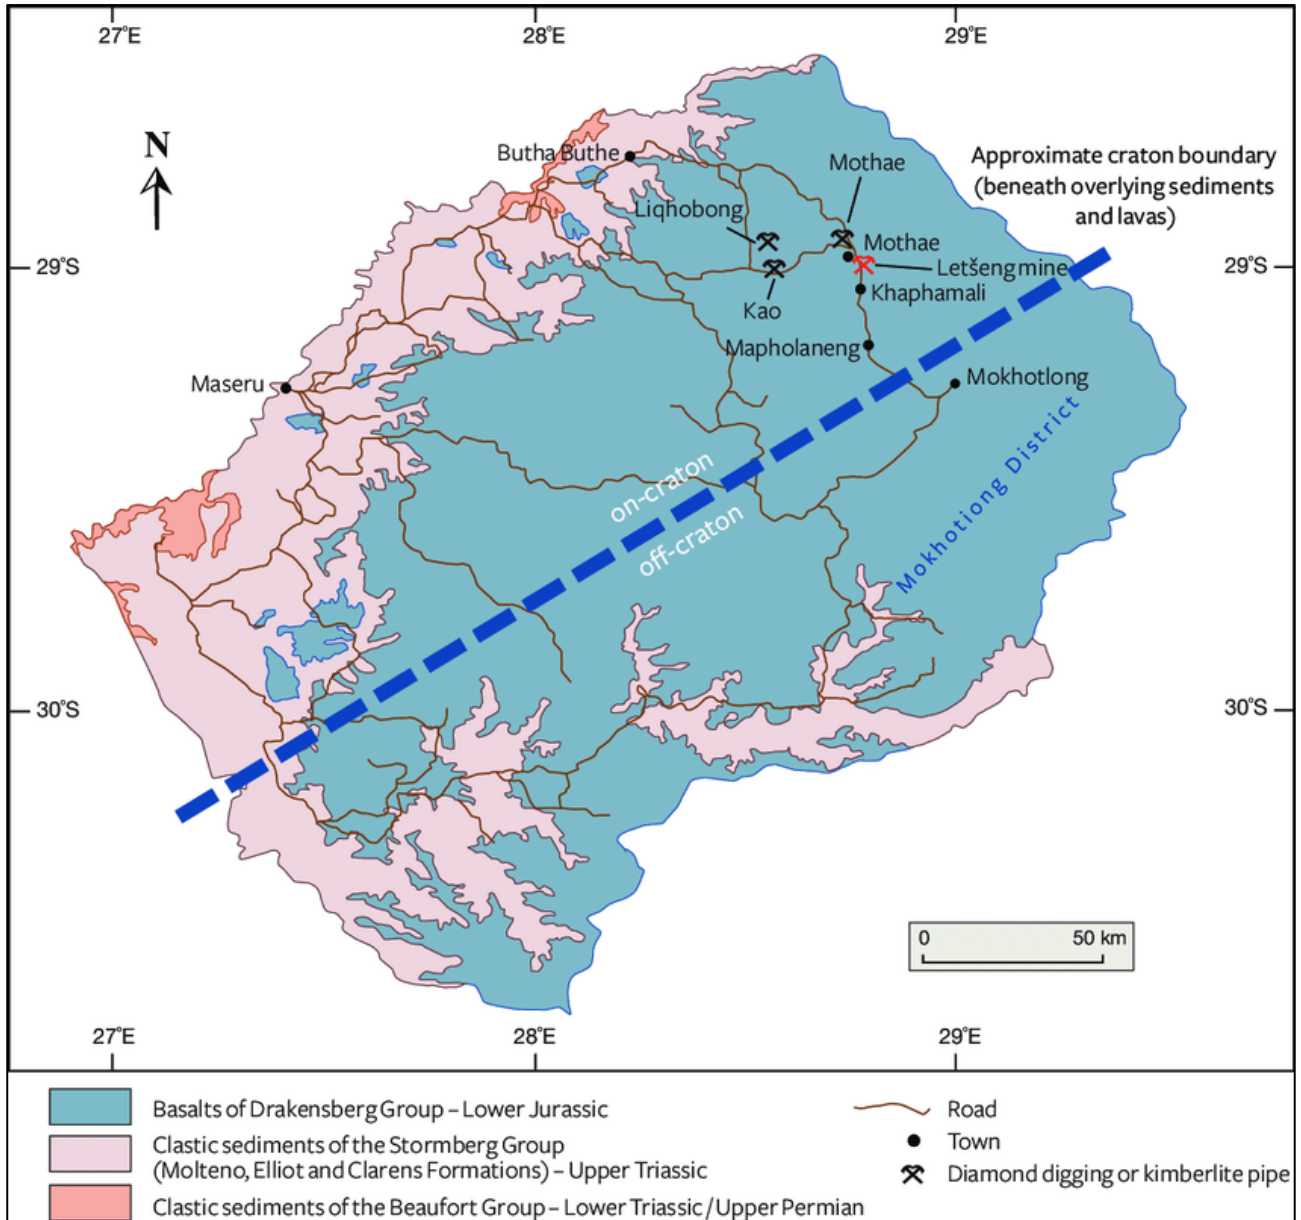 27°E
28°E
29°E
N
Butha Buthe
Mothae
Approximate craton boundary
(beneath overlying sediments
and lavas)
Liqhobong
Mothae
29°S
Letšeng mine
29°S
Kao
Khaphamali
Mapholaneng
Maseru
Mokhotlong
on-craton
off-craton
Mokhotiong District
30°S
30°S
0
50 km
27°E
28°E
29°E
Basalts of Drakensberg Group – Lower Jurassic
Clastic sediments of the Stormberg Group
(Molteno, Elliot and Clarens Formations) – Upper Triassic
Clastic sediments of the Beaufort Group – Lower Triassic / Upper Permian
Road
Town
Diamond digging or kimberlite pipe